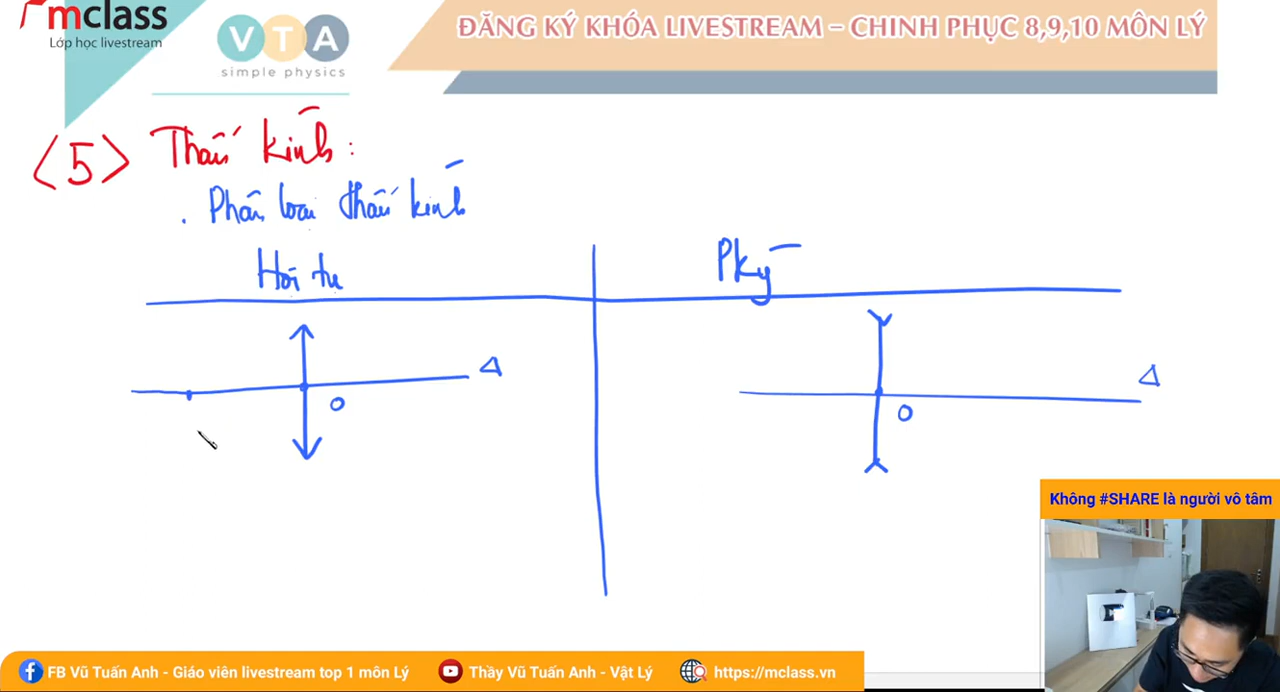 mclass
Lớp học livestream
VTA
simple physics
ĐĂNG KÝ KHÓA LIVESTREAM – CHINH PHỤC 8,9,10 MÔN LÝ
<5> Thấu kính:
. Phân loại thấu kính
Hội tụ
Pkỳ
Δ
O
Δ
O
Không #SHARE là người vô tâm
FB Vũ Tuấn Anh - Giáo viên livestream top 1 môn Lý
Thầy Vũ Tuấn Anh - Vật Lý
https://mclass.vn